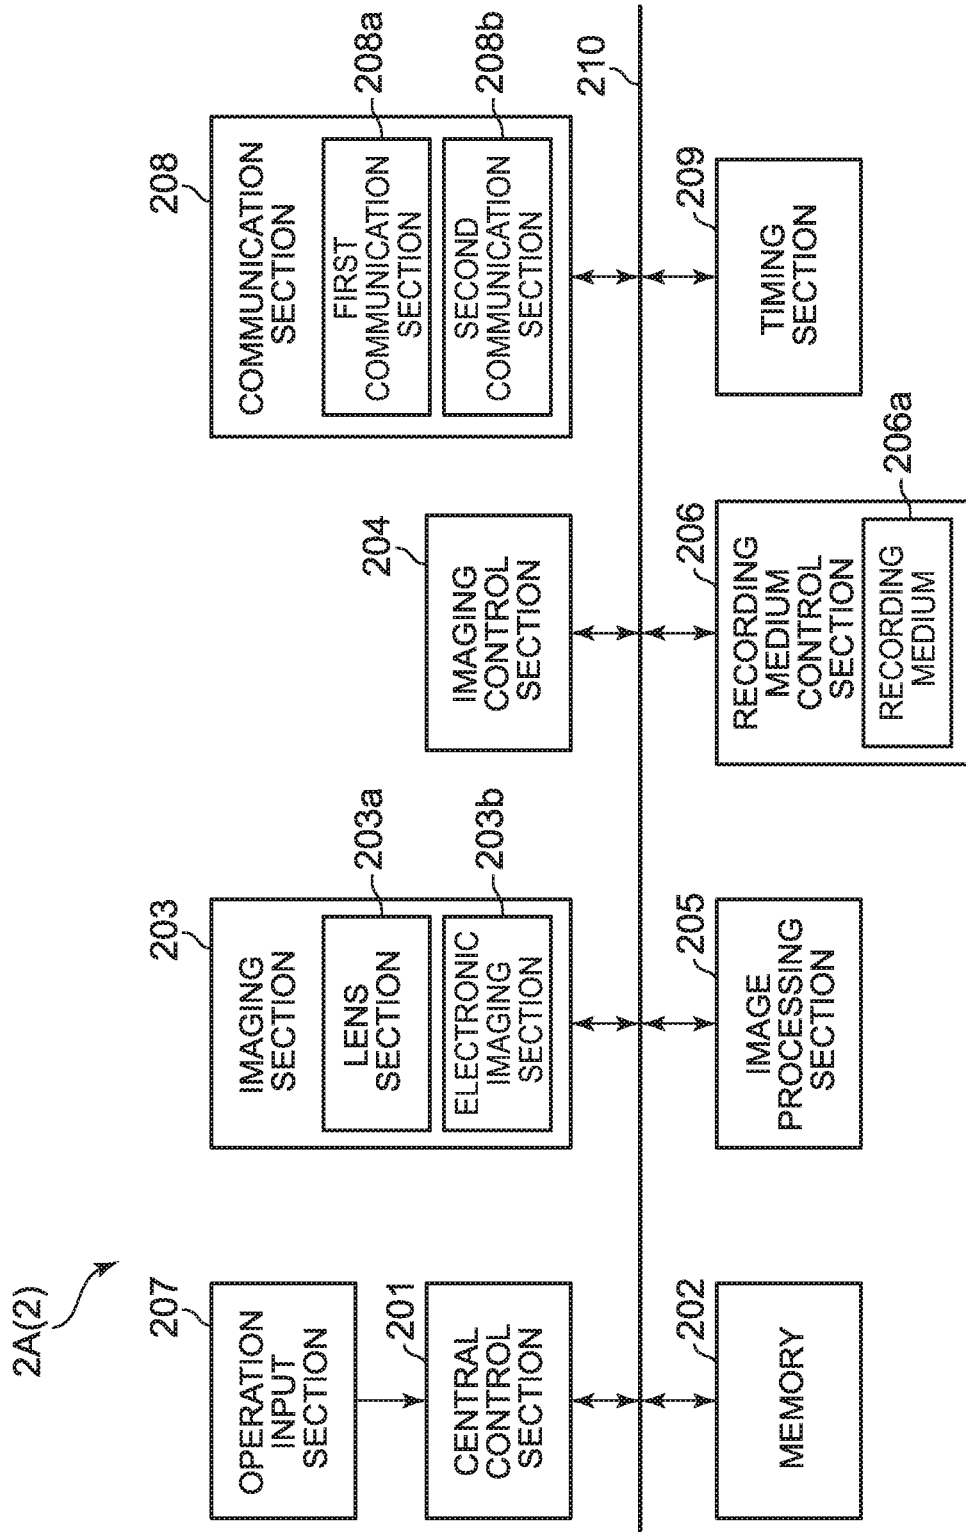 2A(2)
207
OPERATION
INPUT
SECTION
201
CENTRAL
CONTROL
SECTION
203
IMAGING
SECTION
203a
LENS
SECTION
203b
ELECTRONIC
IMAGING
SECTION
204
IMAGING
CONTROL
SECTION
208
COMMUNICATION
SECTION
208a
FIRST
COMMUNICATION
SECTION
208b
SECOND
COMMUNICATION
SECTION
210
202
MEMORY
205
IMAGE
PROCESSING
SECTION
206
RECORDING
MEDIUM
CONTROL
SECTION
206a
RECORDING
MEDIUM
209
TIMING
SECTION